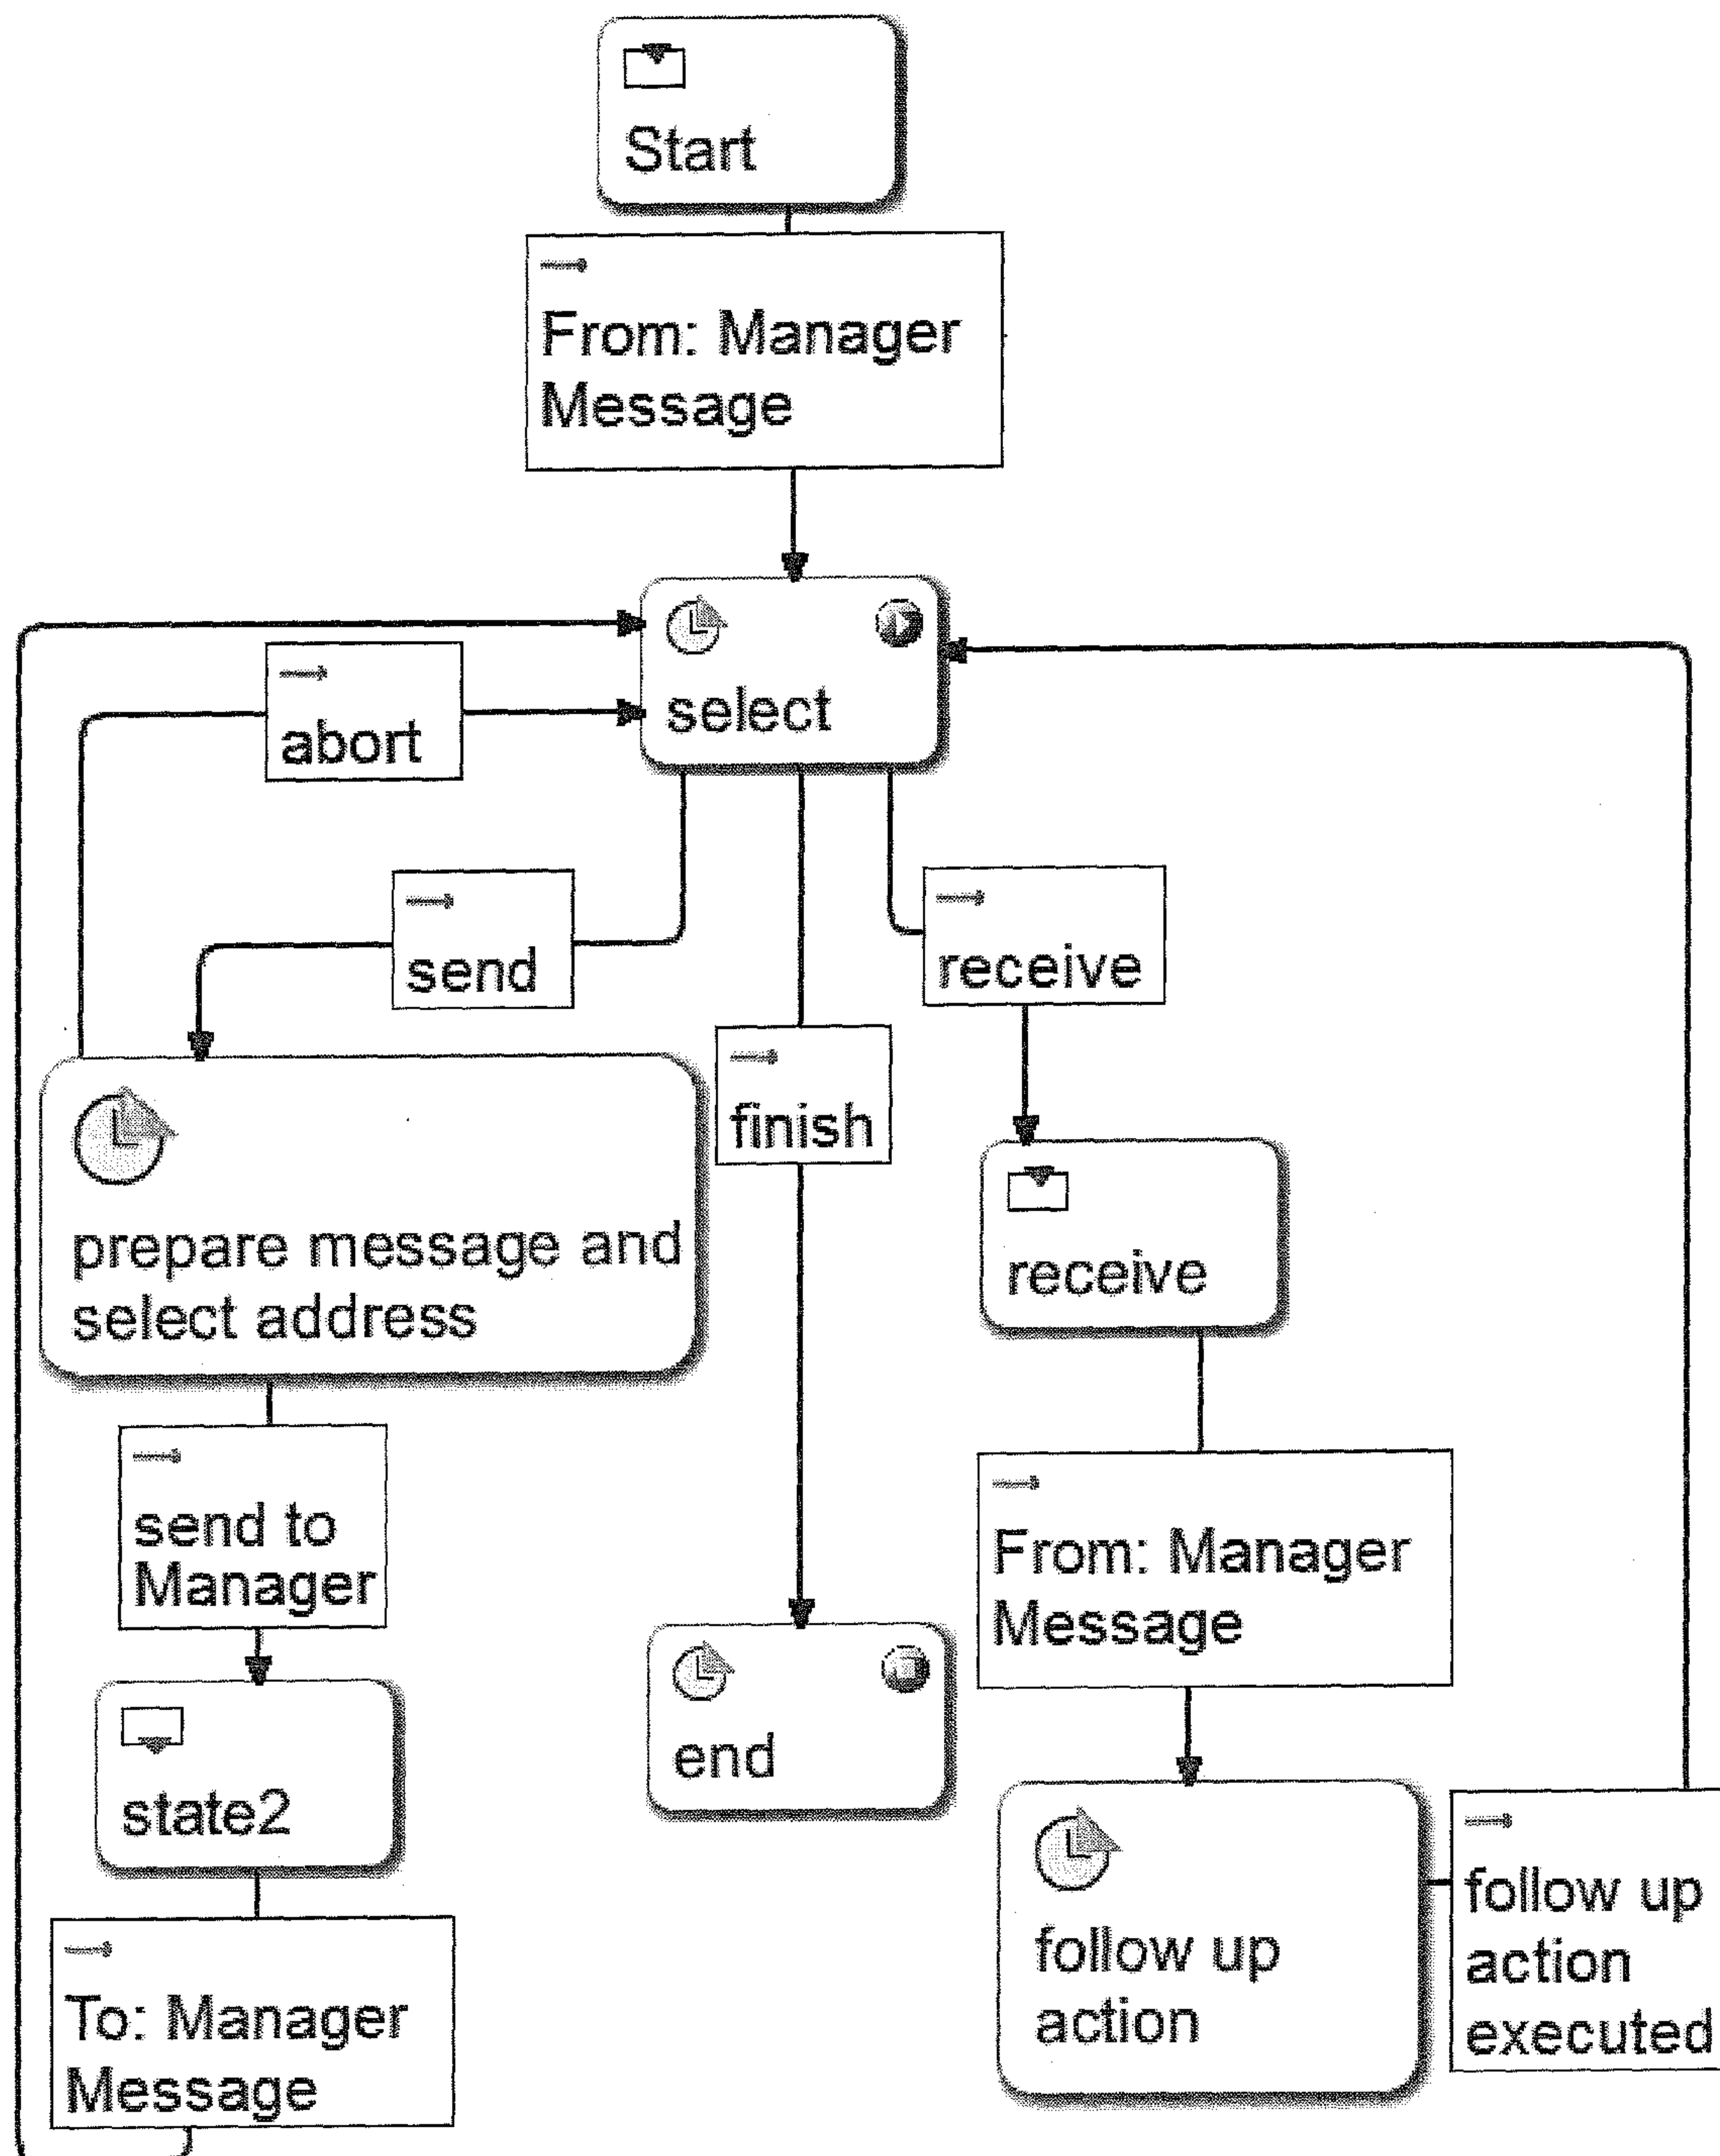 Start
From: Manager
Message
select
abort
send
receive
finish
prepare message and
select address
receive
send to
Manager
From: Manager
Message
state2
end
follow up
action
follow up
action
executed
To: Manager
Message